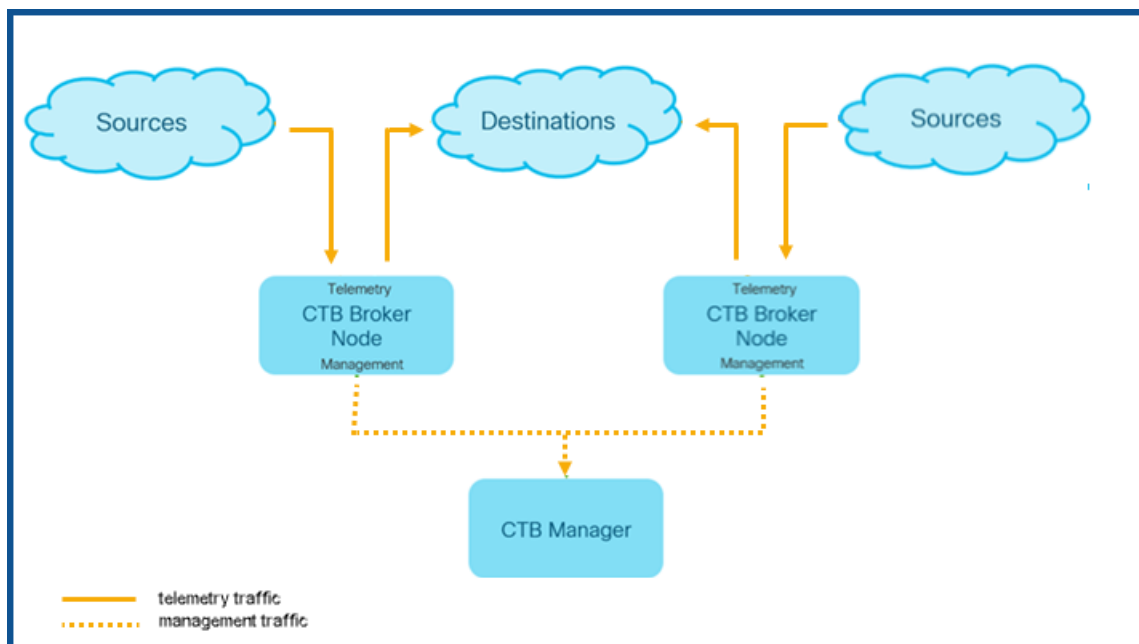 Sources
Destinations
Sources
Telemetry
CTB Broker
Node
Management
Telemetry
CTB Broker
Node
Management
CTB Manager
telemetry traffic
management traffic